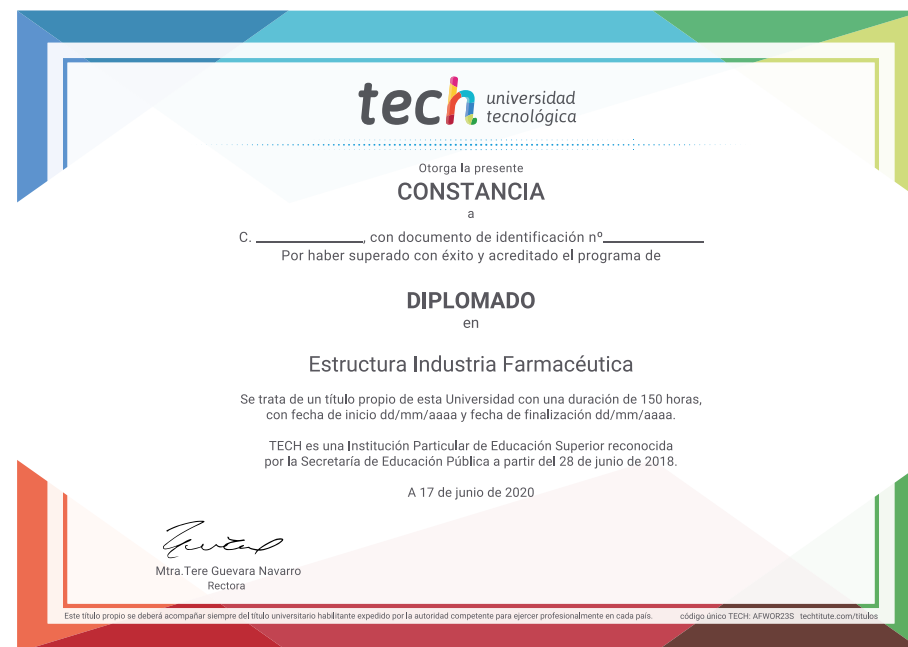 tech universidad
tecnológica
Otorga la presente
CONSTANCIA
a
C. ______________, con documento de identificación nº______________
Por haber superado con éxito y acreditado el programa de
DIPLOMADO
en
Estructura Industria Farmacéutica
Se trata de un título propio de esta Universidad con una duración de 150 horas,
con fecha de inicio dd/mm/aaaa y fecha de finalización dd/mm/aaaa.
TECH es una Institución Particular de Educación Superior reconocida
por la Secretaría de Educación Pública a partir del 28 de junio de 2018.
A 17 de junio de 2020
Mtra.Tere Guevara Navarro
Rectora
Este título propio se deberá acompañar siempre del título universitario habilitante expedido por la autoridad competente para ejercer profesionalmente en cada país. código único TECH: AFWOR23S techtitute.com/titulos